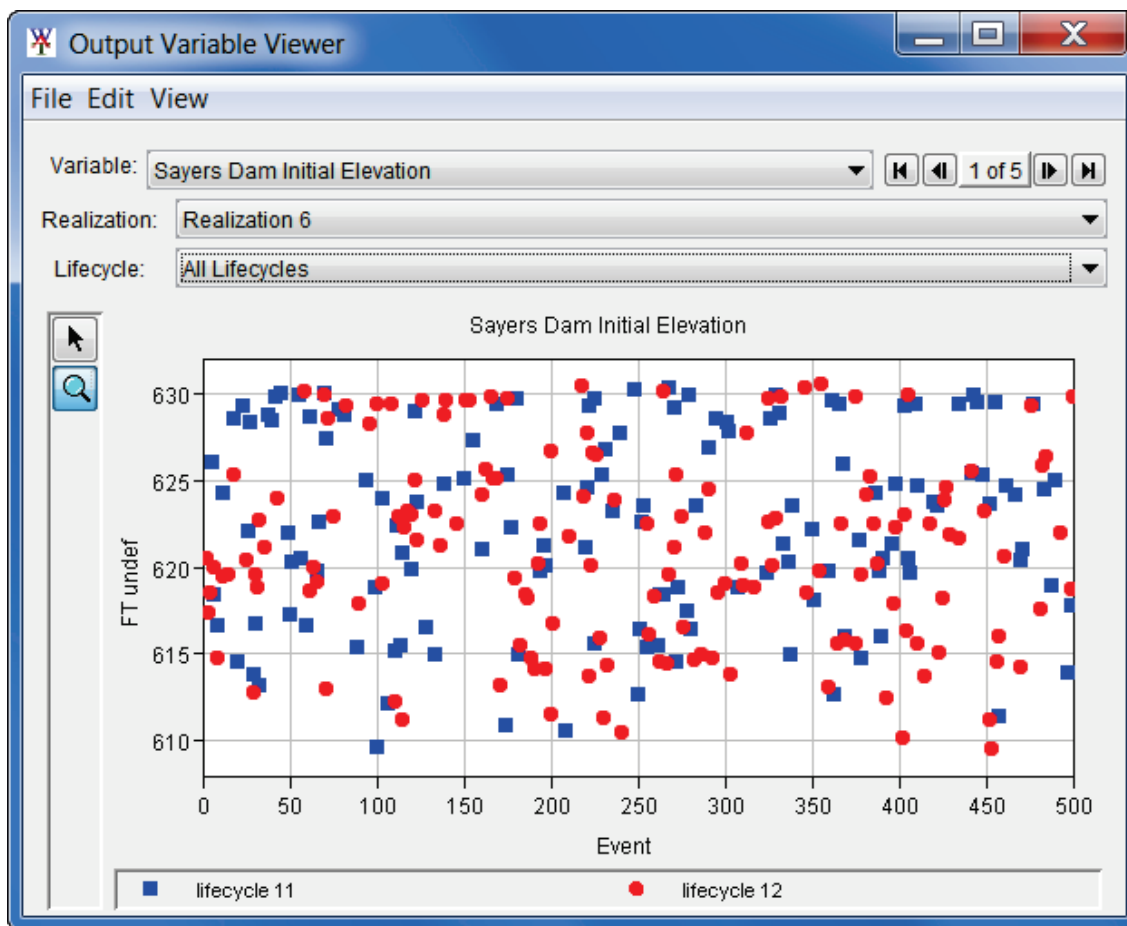 Output Variable Viewer
File Edit View
Variable: Sayers Dam Initial Elevation 1 of 5
Realization: Realization 6
Lifecycle: All Lifecycles
Sayers Dam Initial Elevation
630
625
620
615
610
FT undef
0 50 100 150 200 250 300 350 400 450 500
Event
lifecycle 11 lifecycle 12